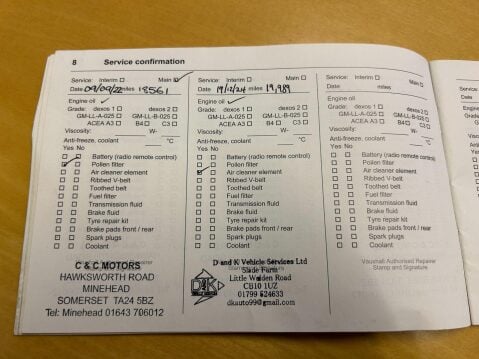 8 Service confirmation
Service: Interim Main
Date 09/09/22 miles 18561
Engine oil
Grade: dexos 1 dexos 2
GM-LL-A-025 GM-LL-B-025
ACEA A3 B4 C3
Viscosity: W-
Anti-freeze, coolant °C
Yes No
Battery (radio remote control)
Pollen filter
Air cleaner element
Ribbed V-belt
Toothed belt
Fuel filter
Transmission fluid
Brake fluid
Tyre repair kit
Brake pads front / rear
Spark plugs
Coolant
C & C MOTORS
HAWKSWORTH ROAD
MINEHEAD
SOMERSET TA24 5BZ
Tel: Minehead 01643 706012
Service: Interim Main
Date 19/12/24 miles 19,989
Engine oil
Grade: dexos 1 dexos 2
GM-LL-A-025 GM-LL-B-025
ACEA A3 B4 C3
Viscosity: W-
Anti-freeze, coolant °C
Yes No
Battery (radio remote control)
Pollen filter
Air cleaner element
Ribbed V-belt
Toothed belt
Fuel filter
Transmission fluid
Brake fluid
Tyre repair kit
Brake pads front / rear
Spark plugs
Coolant
D and K Vehicle Services Ltd
Slade Farm
Little Walden Road
CB10 1UZ
01799 524633
dkauto99@gmail.com
D&K
Service: Interim Main
Date miles
Engine oil
Grade: dexos 1 dexos 2
GM-LL-A-025 GM-LL-B-025
ACEA A3 B4 C3
Viscosity: W-
Anti-freeze, coolant °C
Yes No
Battery (radio remote control)
Pollen filter
Air cleaner element
Ribbed V-belt
Toothed belt
Fuel filter
Transmission fluid
Brake fluid
Tyre repair kit
Brake pads front / rear
Spark plugs
Coolant
Vauxhall Authorised Repairer
Stamp and Signature
Service:
Date
Engine oil
Grade: